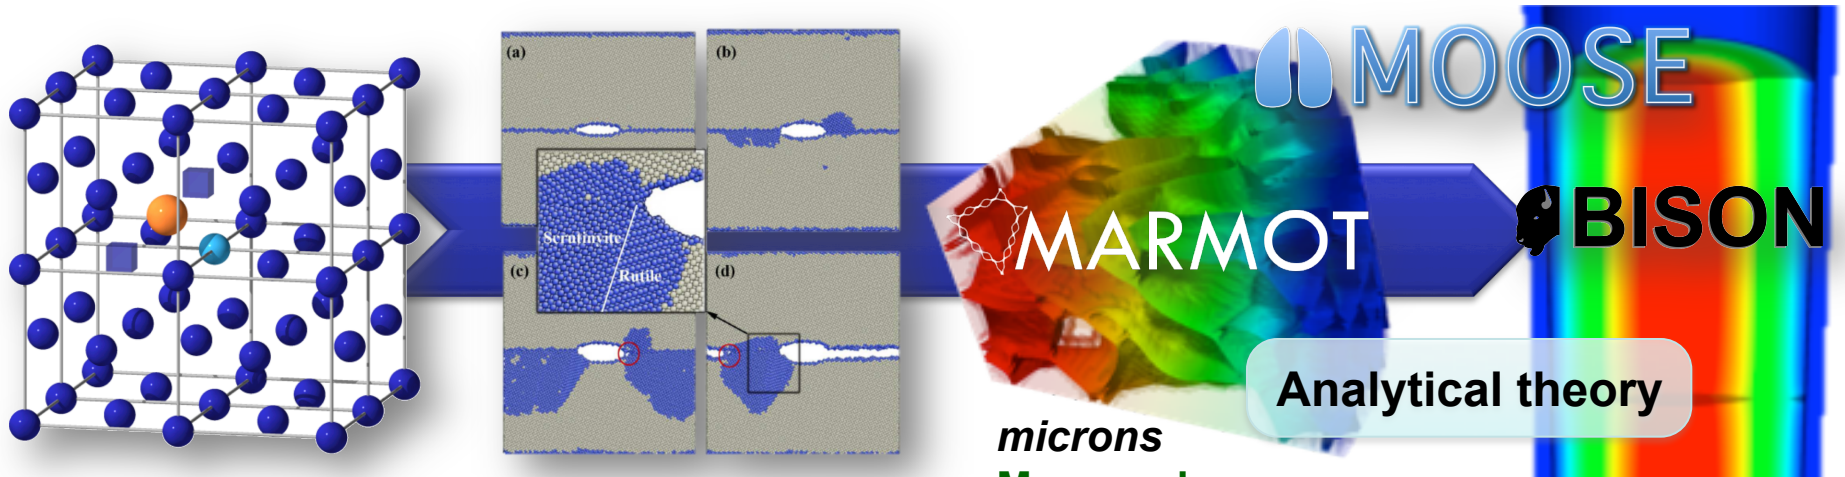 (a)
(b)
MOOSE
Scrutinyite
Rutile
MARMOT
BISON
(c)
(d)
Analytical theory
microns